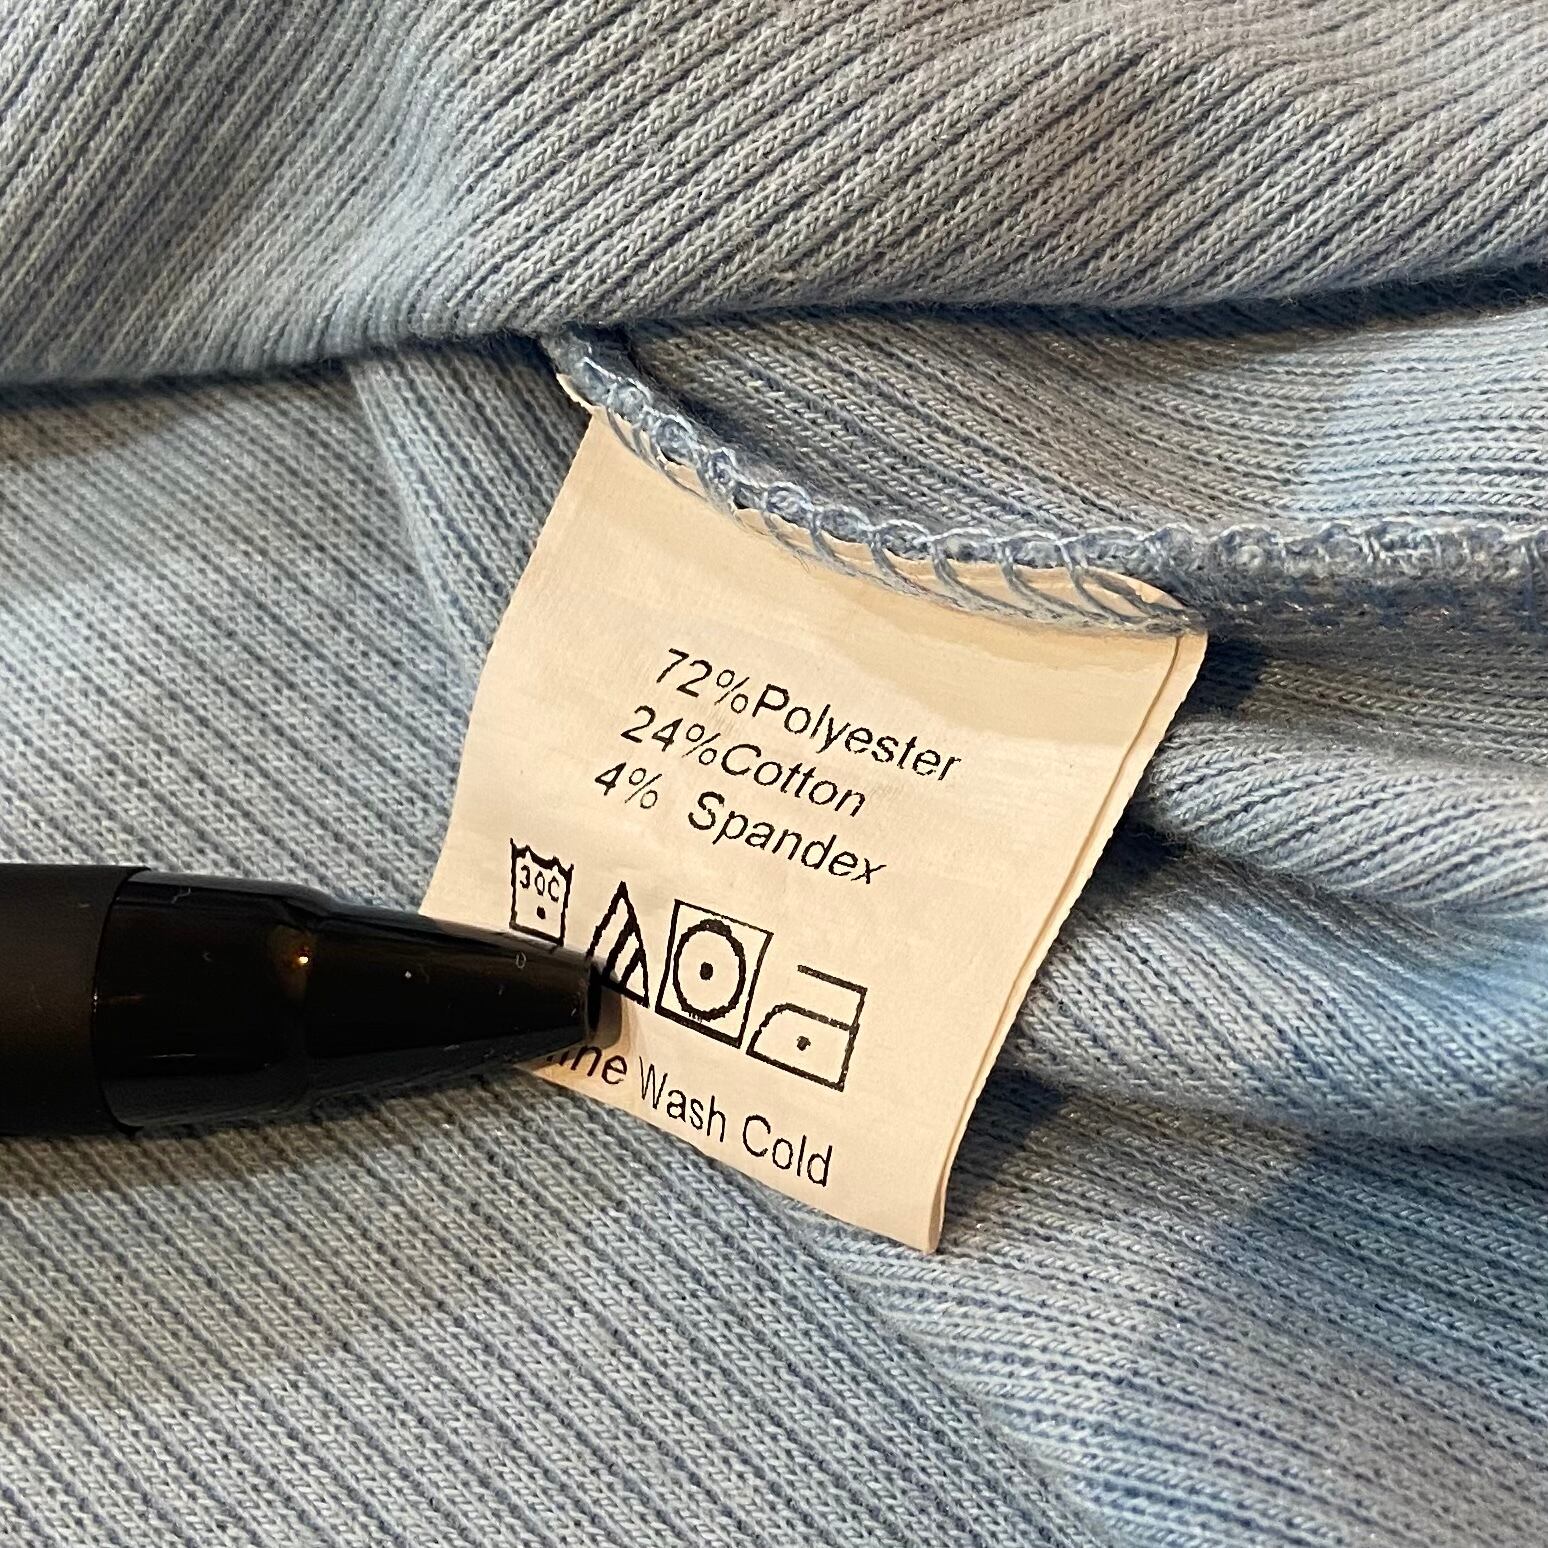 72%Polyester
24%Cotton
4% Spandex
30C
Wash Cold